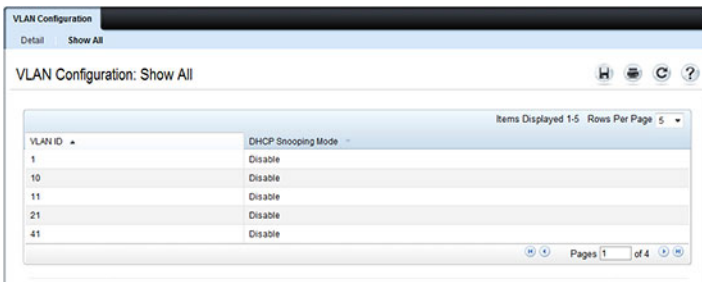 VLAN Configuration
Detail Show All
VLAN Configuration: Show All
Items Displayed 1-5 Rows Per Page 5
VLAN ID DHCP Snooping Mode
1 Disable
10 Disable
11 Disable
21 Disable
41 Disable
Pages 1 of 4